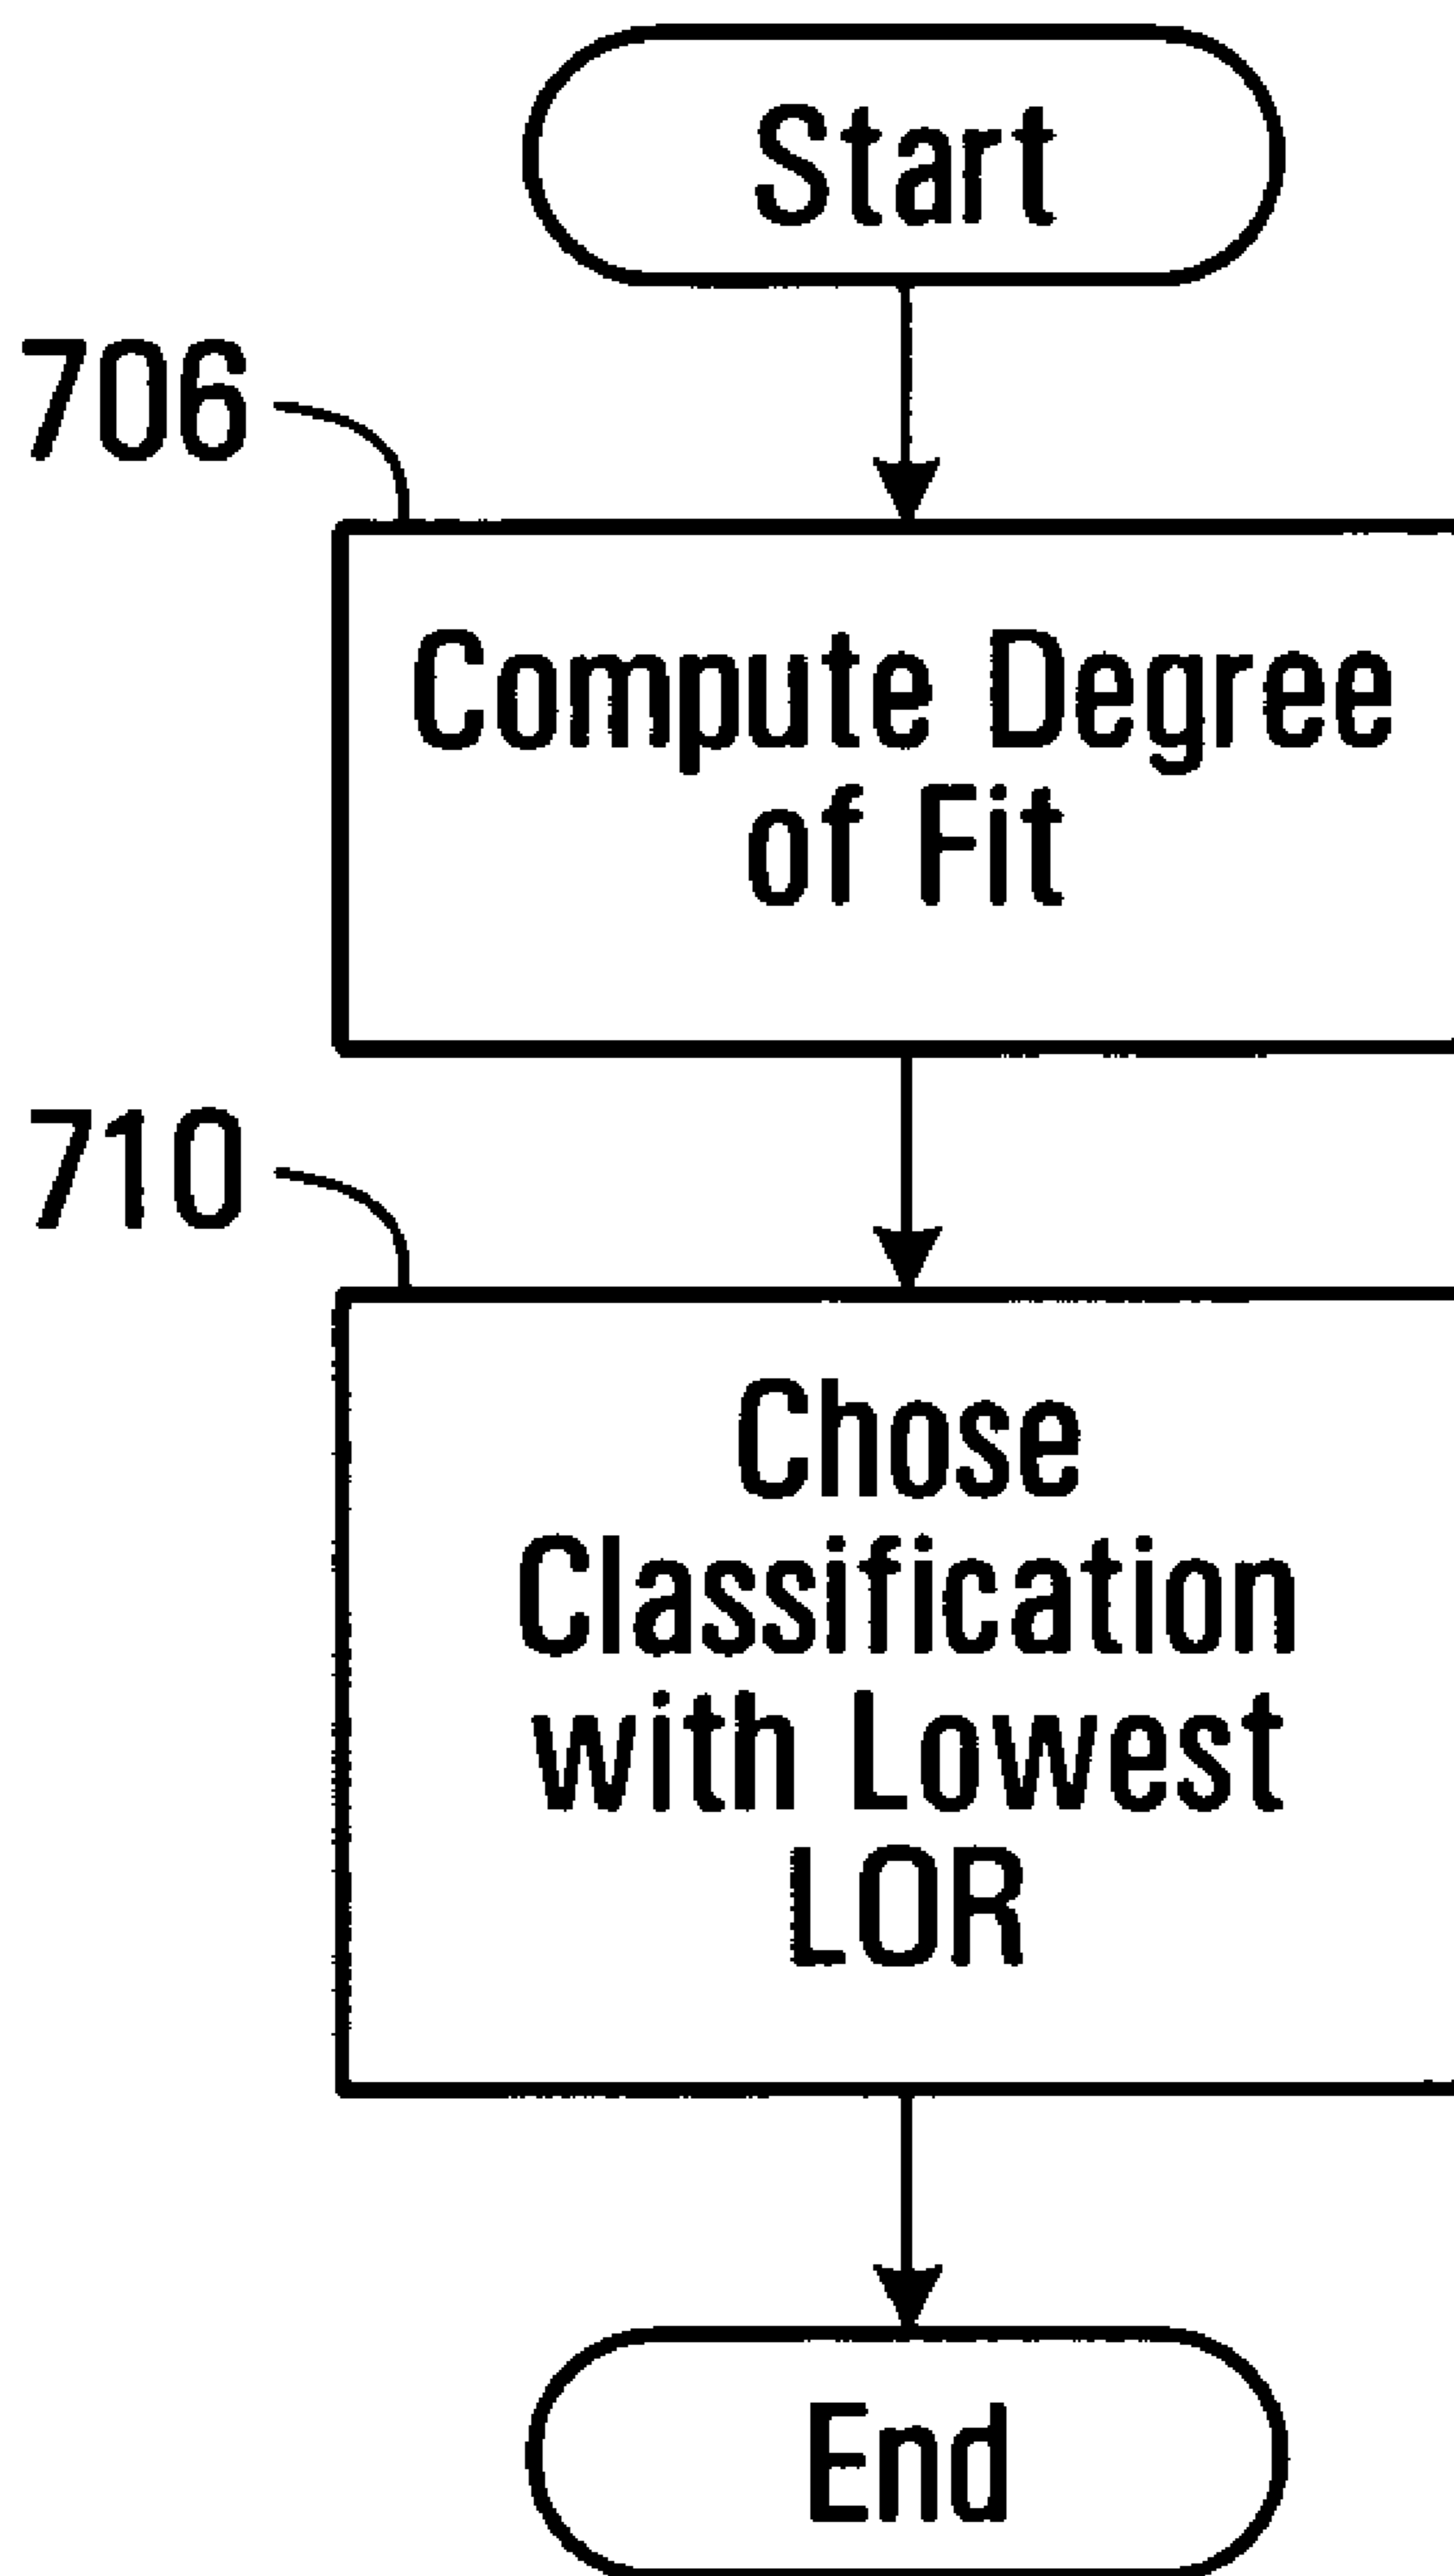 Start
706
Compute Degree
of Fit
710
Chose
Classification
with Lowest
LOR
End